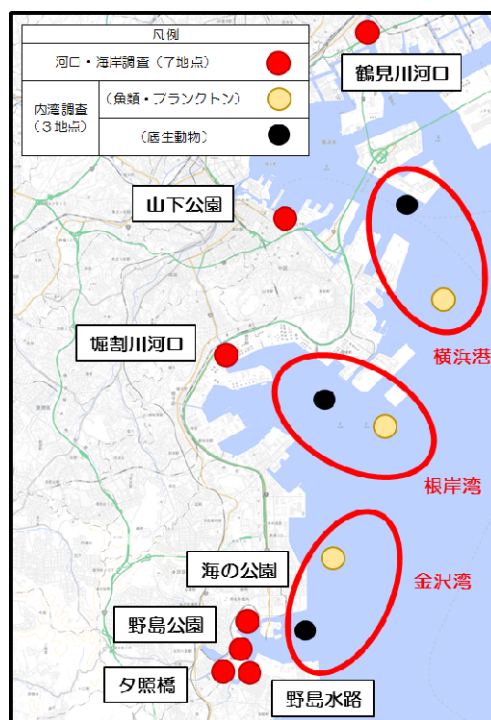 凡例
河口・海岸調査（7地点）
内湾調査
（3地点）
（魚類・プランクトン）
（底生動物）
鶴見川河口
山下公園
横浜港
堀割川河口
根岸湾
海の公園
金沢湾
野島公園
夕照橋
野島水路